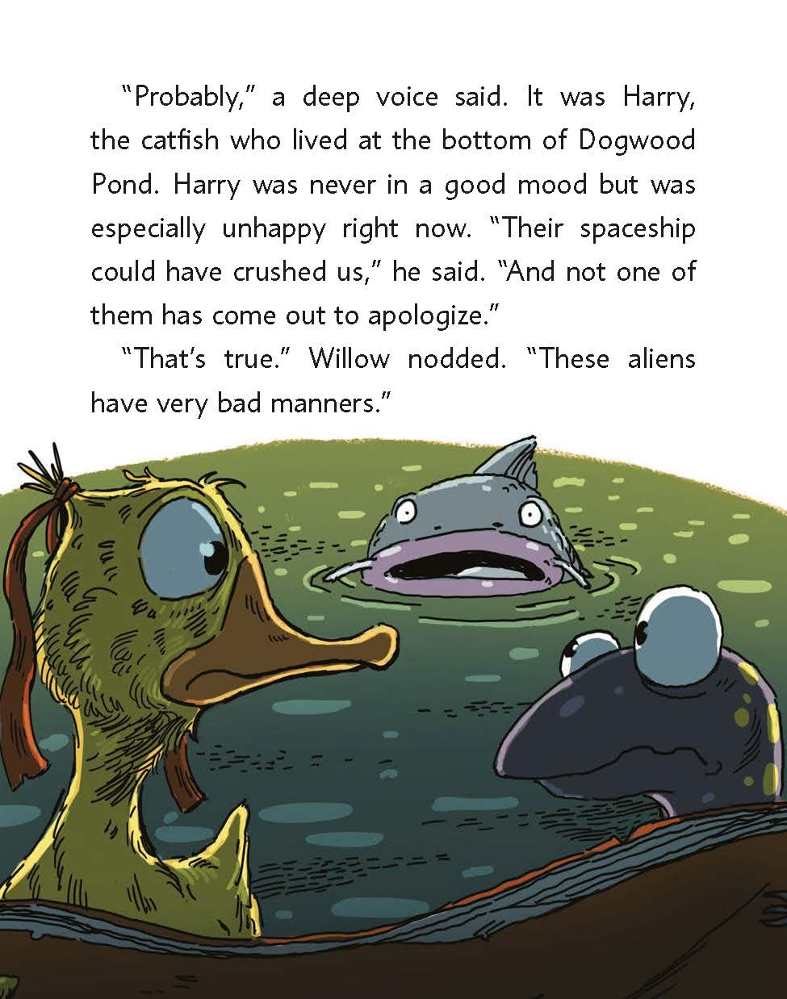 “Probably,” a deep voice said. It was Harry,
the catfish who lived at the bottom of Dogwood
Pond. Harry was never in a good mood but was
especially unhappy right now. “Their spaceship
could have crushed us,” he said. “And not one of
them has come out to apologize.”
“That’s true.” Willow nodded. “These aliens
have very bad manners.”